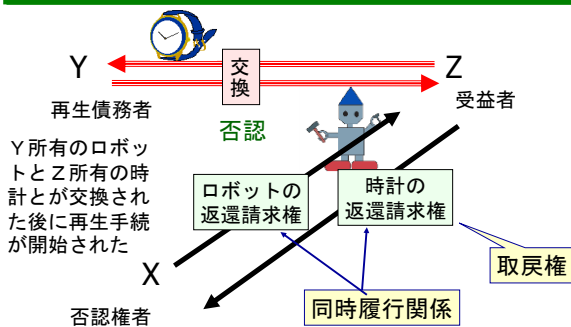 Y
交
換
Z
再生債務者
受益者
否認
Y所有のロボッ
トとZ所有の時
計とが交換され
た後に再生手続
が開始された
ロボットの
返還請求権
時計の
返還請求権
取戻権
X
否認権者
同時履行関係